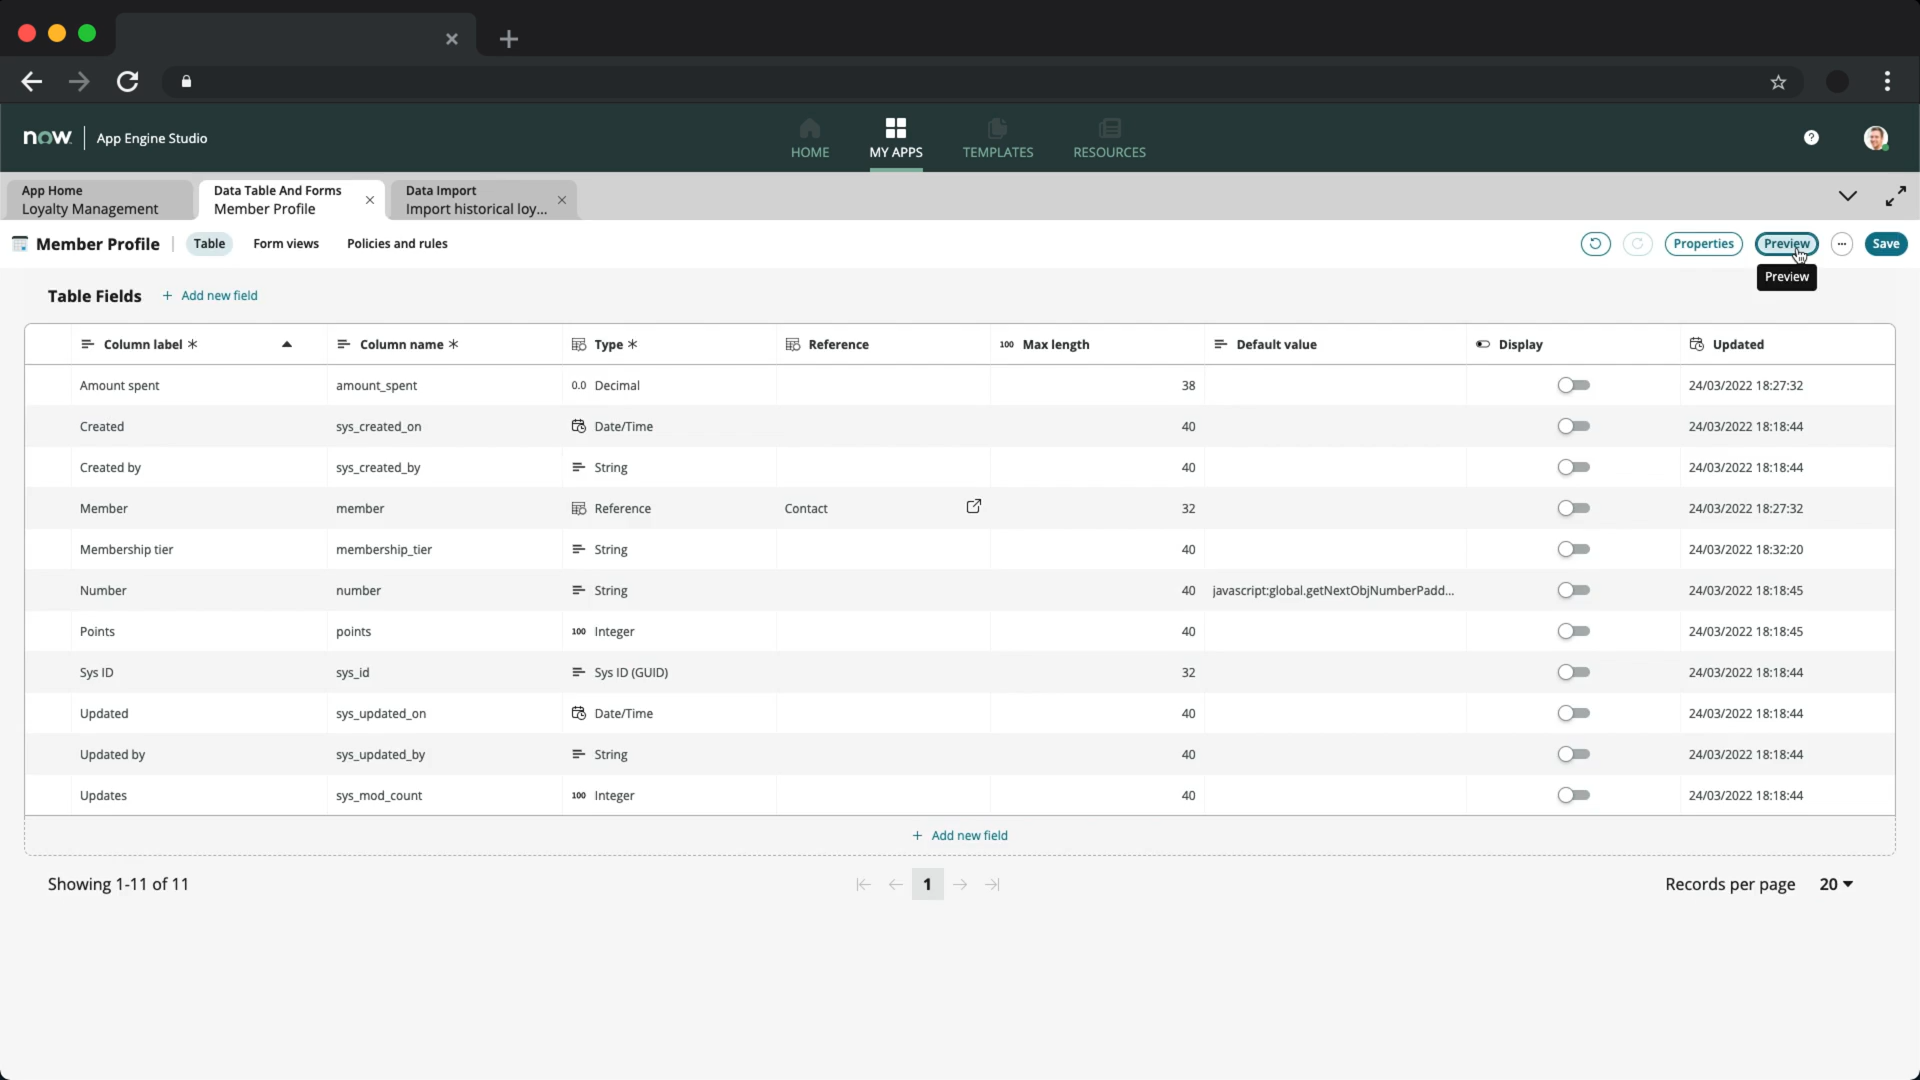 now | App Engine Studio
HOME
MY APPS
TEMPLATES
RESOURCES
?
App Home
Loyalty Management
Data Table And Forms
Member Profile
Data Import
Import historical loy...
Member Profile | Table Form views Policies and rules
Properties Preview ... Save
Preview
Table Fields + Add new field
Column label * Column name * Type * Reference 100 Max length Default value Display Updated
Amount spent amount_spent 0.0 Decimal 38 24/03/2022 18:27:32
Created sys_created_on Date/Time 40 24/03/2022 18:18:44
Created by sys_created_by String 40 24/03/2022 18:18:44
Member member Reference Contact 32 24/03/2022 18:27:32
Membership tier membership_tier String 40 24/03/2022 18:32:20
Number number String 40 javascript:global.getNextObjNumberPadd... 24/03/2022 18:18:45
Points points 100 Integer 40 24/03/2022 18:18:45
Sys ID sys_id Sys ID (GUID) 32 24/03/2022 18:18:44
Updated sys_updated_on Date/Time 40 24/03/2022 18:18:44
Updated by sys_updated_by String 40 24/03/2022 18:18:44
Updates sys_mod_count 100 Integer 40 24/03/2022 18:18:44
+ Add new field
Showing 1-11 of 11 1 Records per page 20